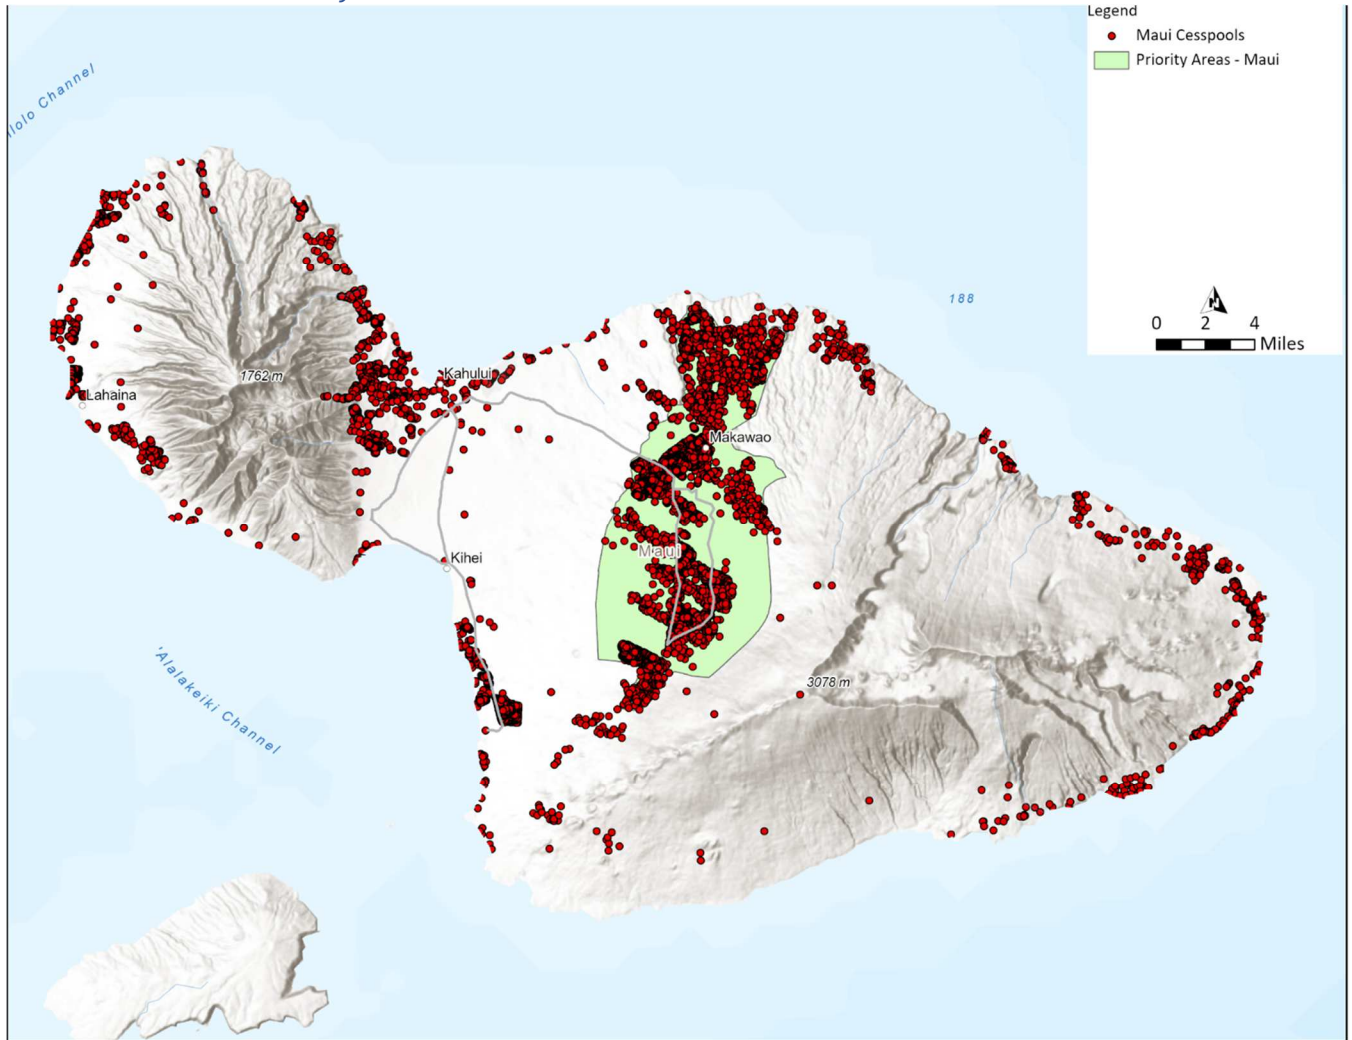 Legend
Maui Cesspools
Priority Areas - Maui
N
0 2 4
Miles
Channel
188
1762 m
Kahului
Lahaina
Makawao
Maui
Kihei
3078 m
'Alalakeiki Channel